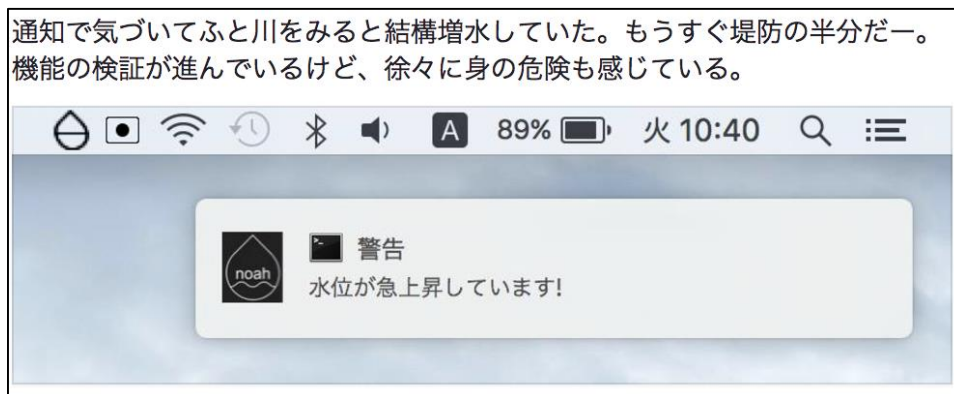 通知で気づいてふと川をみると結構増水していた。もうすぐ堤防の半分だー。
機能の検証が進んでいるけど、徐々に身の危険も感じている。
A 89% 火 10:40
noah
警告
水位が急上昇しています!